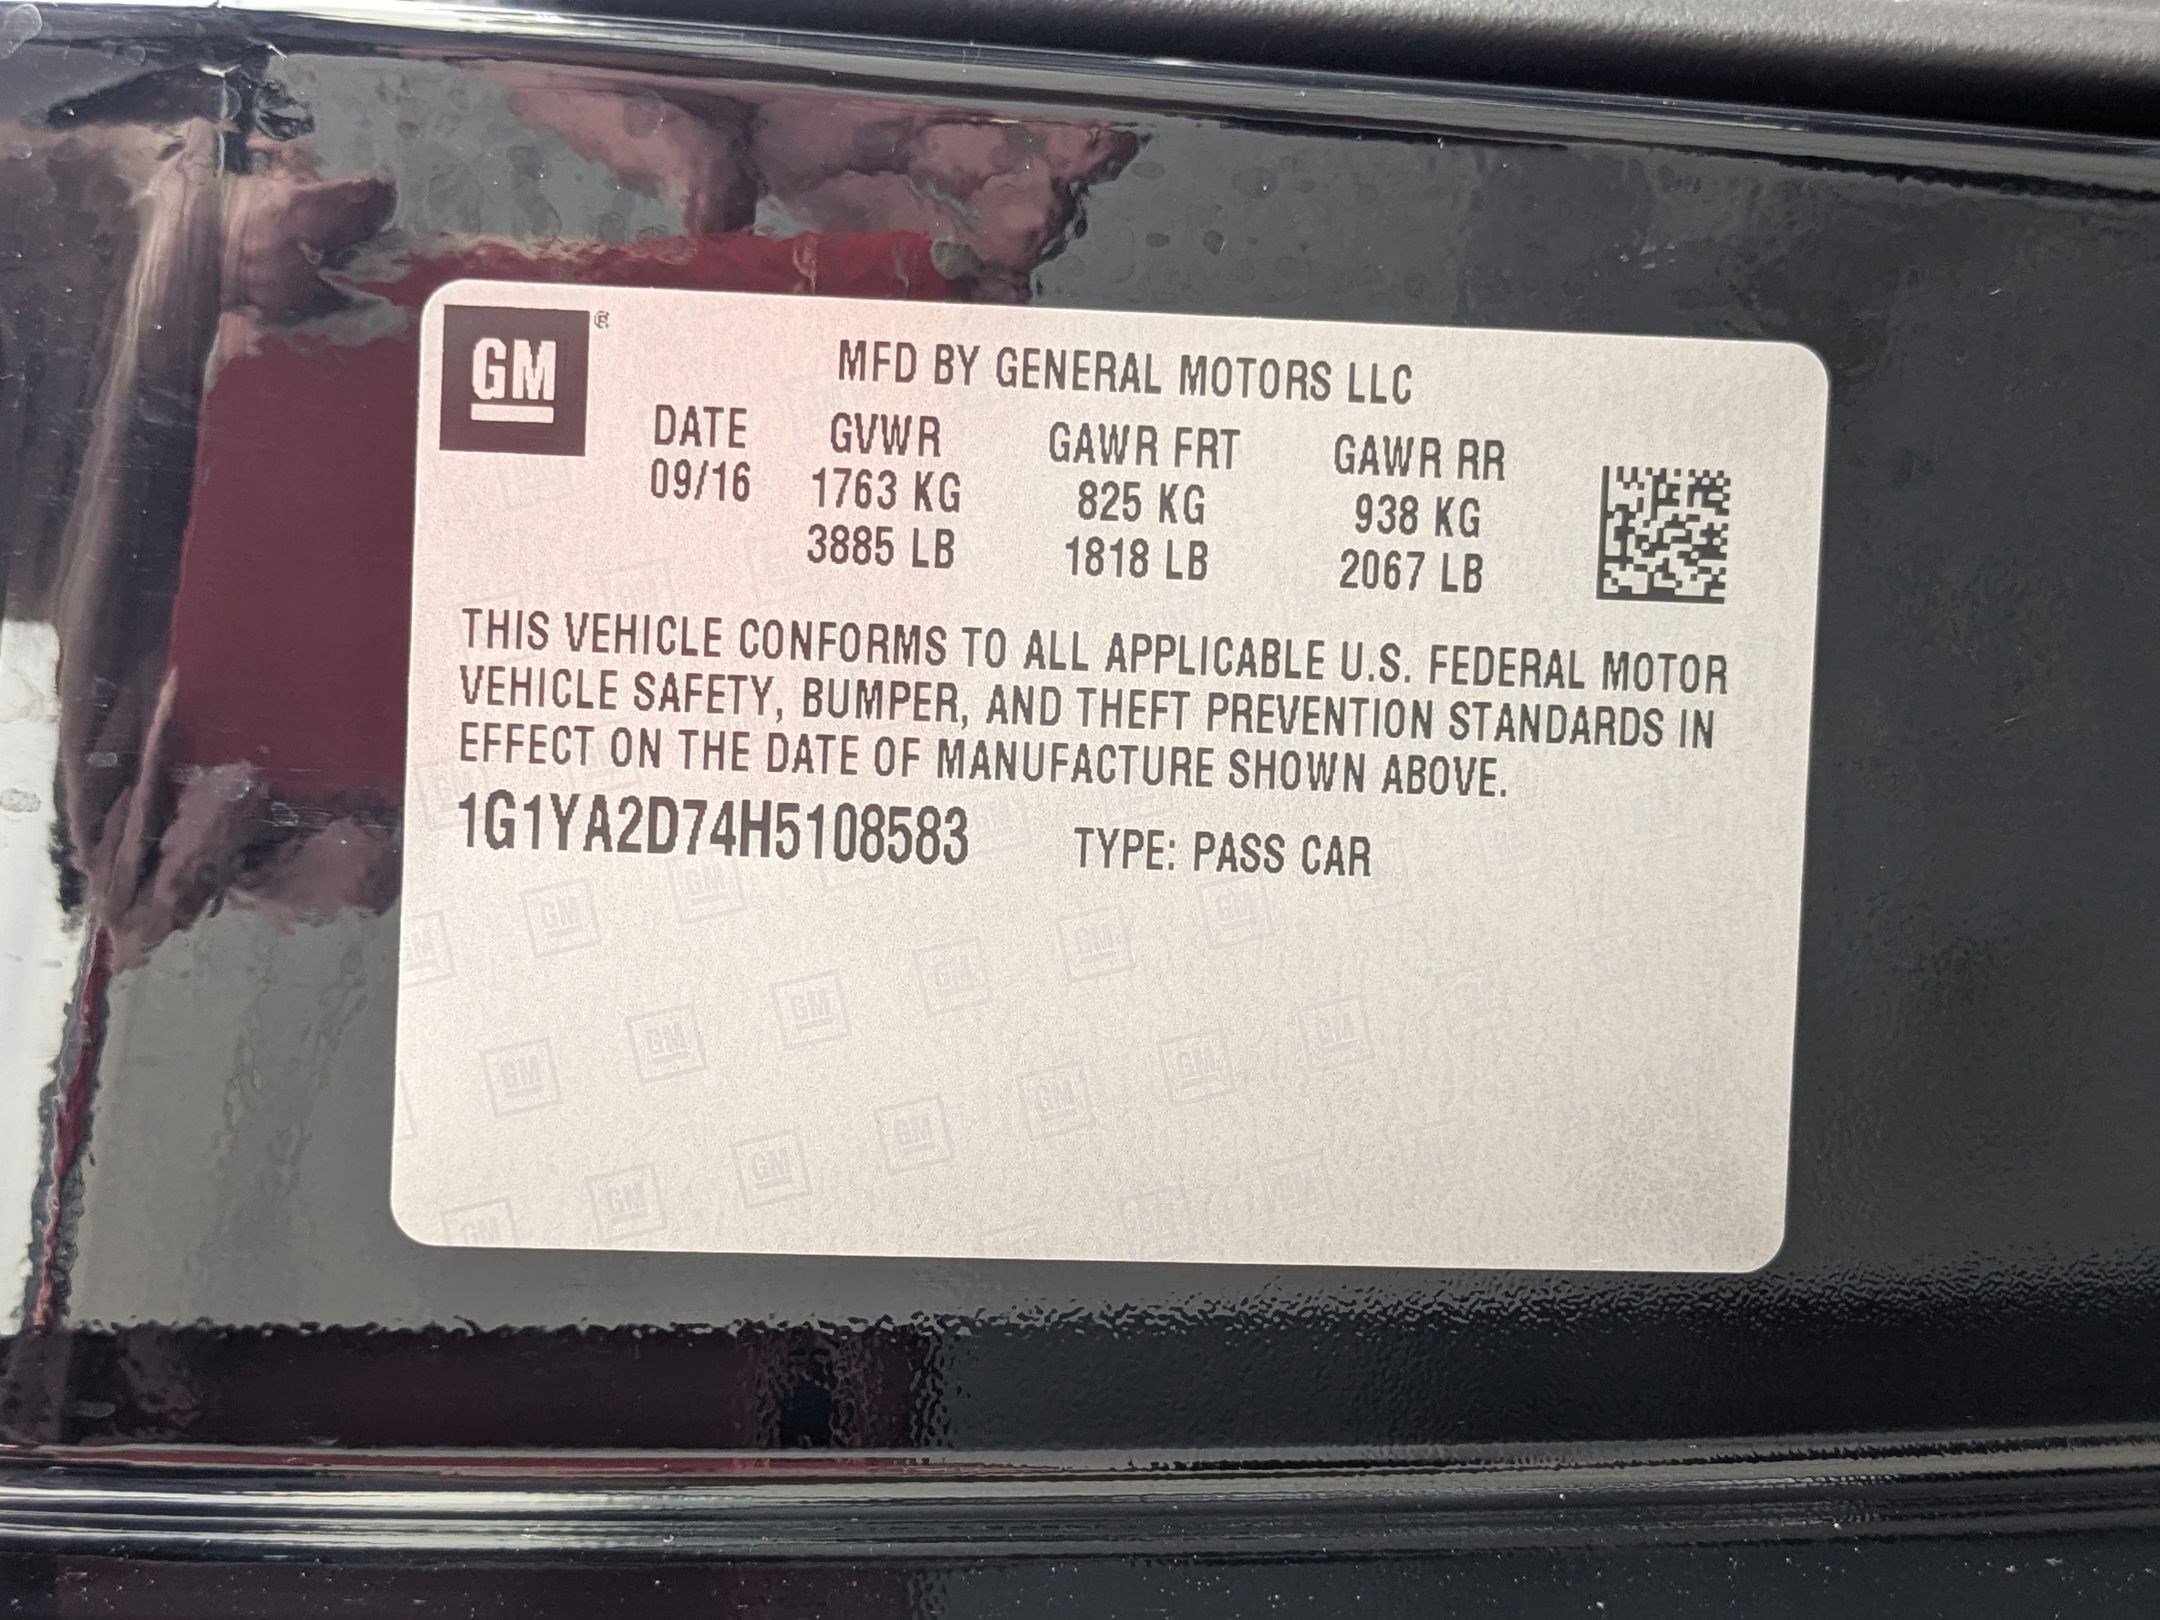 GM
MFD BY GENERAL MOTORS LLC
DATE GVWR GAWR FRT GAWR RR
09/16 1763 KG 825 KG 938 KG
3885 LB 1818 LB 2067 LB
THIS VEHICLE CONFORMS TO ALL APPLICABLE U.S. FEDERAL MOTOR
VEHICLE SAFETY, BUMPER, AND THEFT PREVENTION STANDARDS IN
EFFECT ON THE DATE OF MANUFACTURE SHOWN ABOVE.
1G1YA2D74H5108583 TYPE: PASS CAR